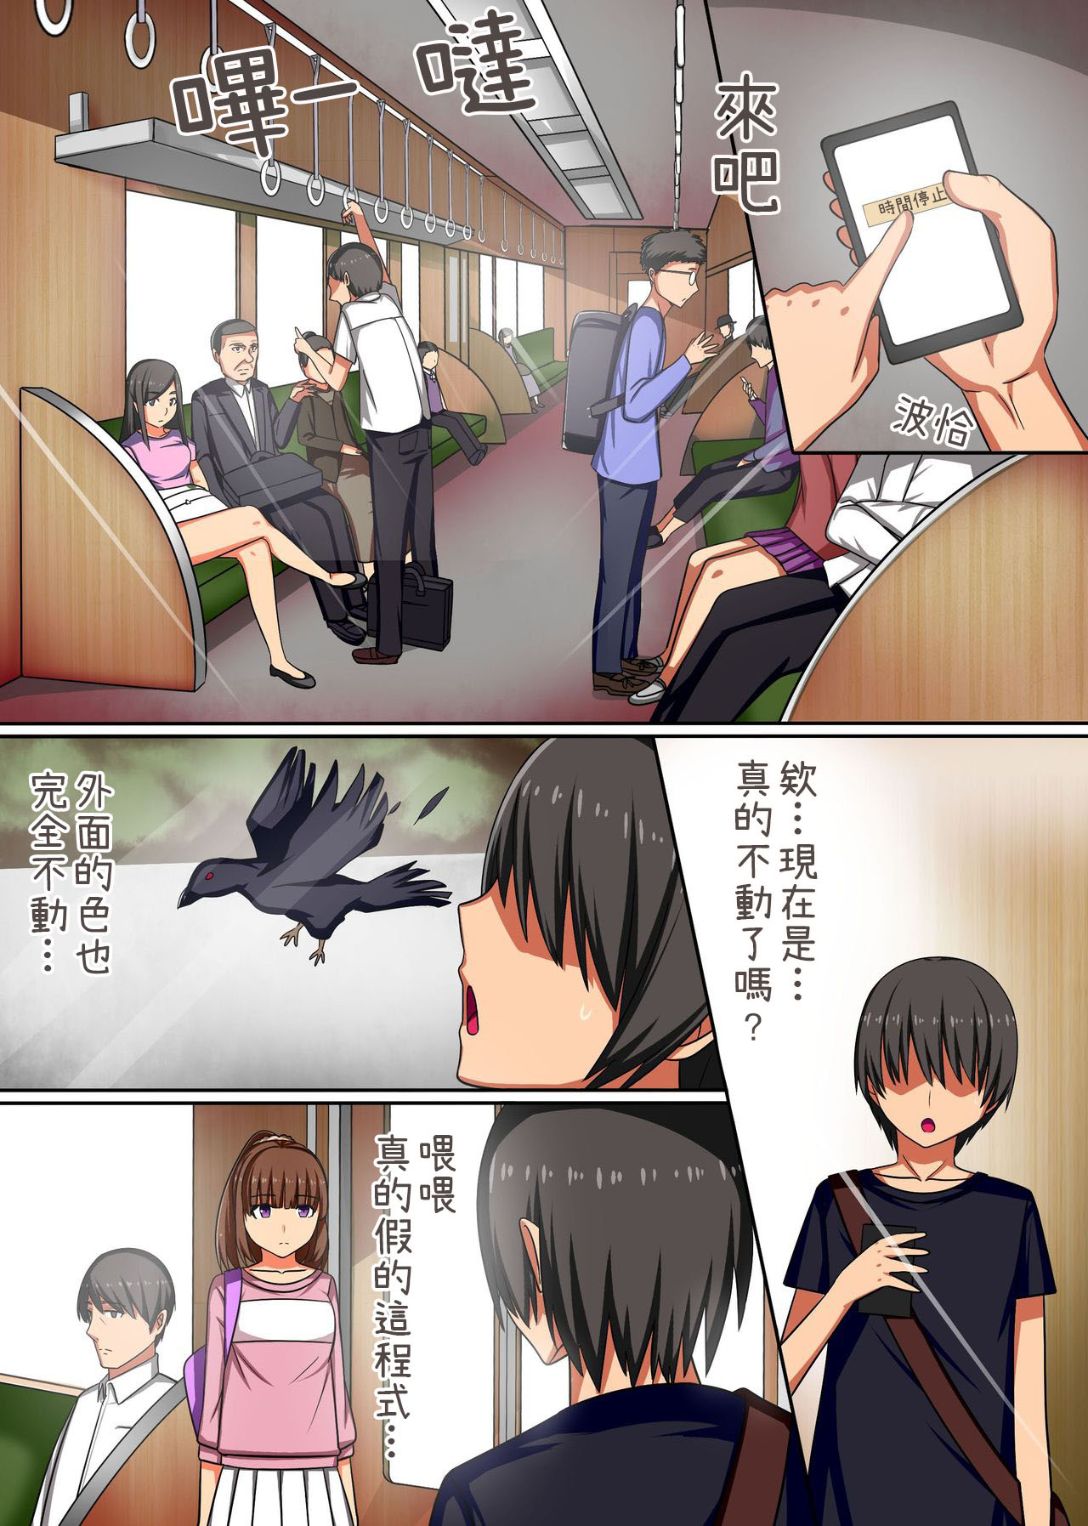 來吧
時間停止
波恰
嗶一
噠
欸…現在是…
真的不動了嗎？
外面的色也
完全不動…
喂喂
真的假的這程式…